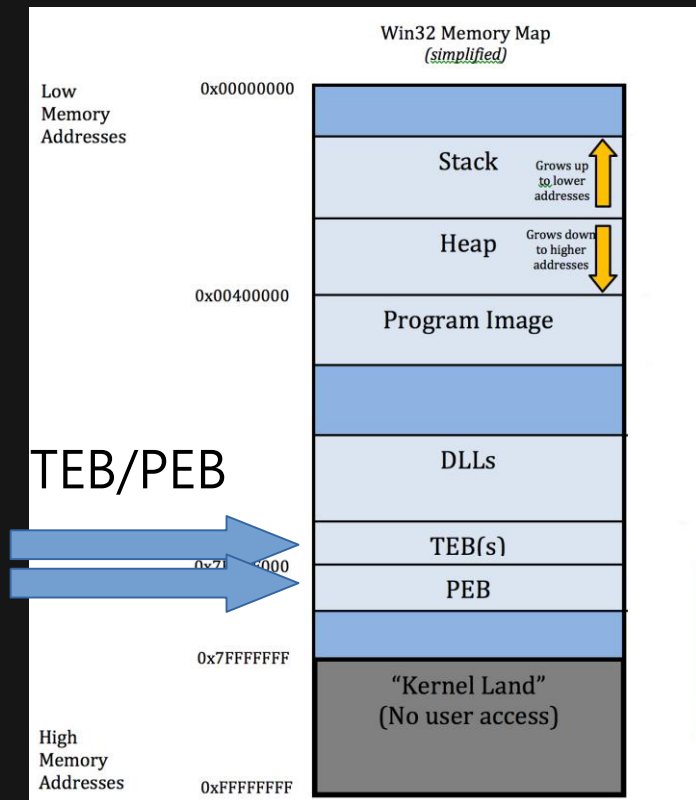 Win32 Memory Map
(simplified)
Low
Memory
Addresses
0x00000000
Stack
Grows up
to lower
addresses
Heap
Grows down
to higher
addresses
0x00400000
Program Image
DLLs
TEB/PEB
TEB(s)
PEB
0x7FFFFFFF
"Kernel Land"
(No user access)
High
Memory
Addresses
0xFFFFFFFF